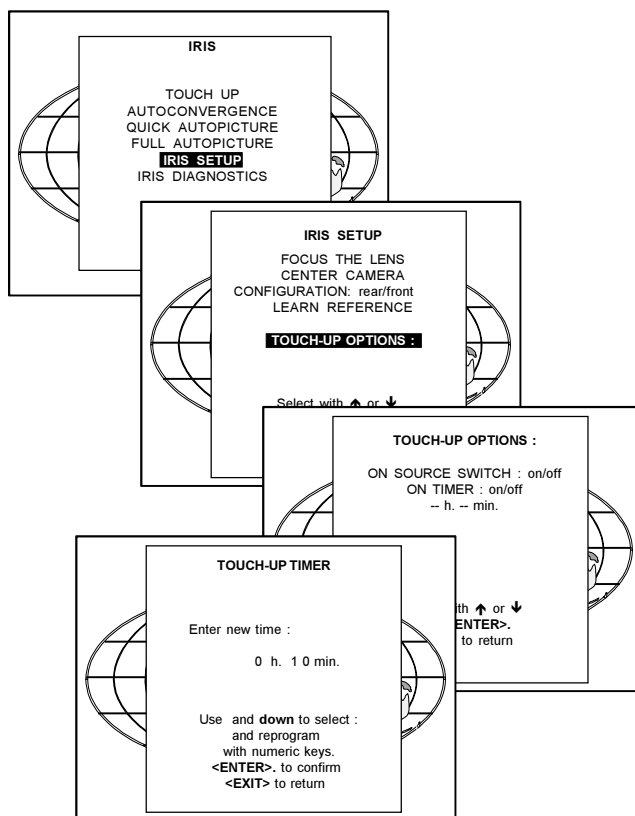 IRIS
TOUCH UP
AUTOCONVERGENCE
QUICK AUTOPICTURE
FULL AUTOPICTURE
IRIS SETUP
IRIS DIAGNOSTICS
IRIS SETUP
FOCUS THE LENS
CENTER CAMERA
CONFIGURATION: rear/front
LEARN REFERENCE
TOUCH-UP OPTIONS :
Select with ↑ or ↓
TOUCH-UP OPTIONS :
ON SOURCE SWITCH : on/off
ON TIMER : on/off
-- h. -- min.
ith ↑ or ↓
ENTER>.
to return
TOUCH-UP TIMER
Enter new time :
0 h. 1 0 min.
Use and down to select :
and reprogram
with numeric keys.
<ENTER>. to confirm
<EXIT> to return